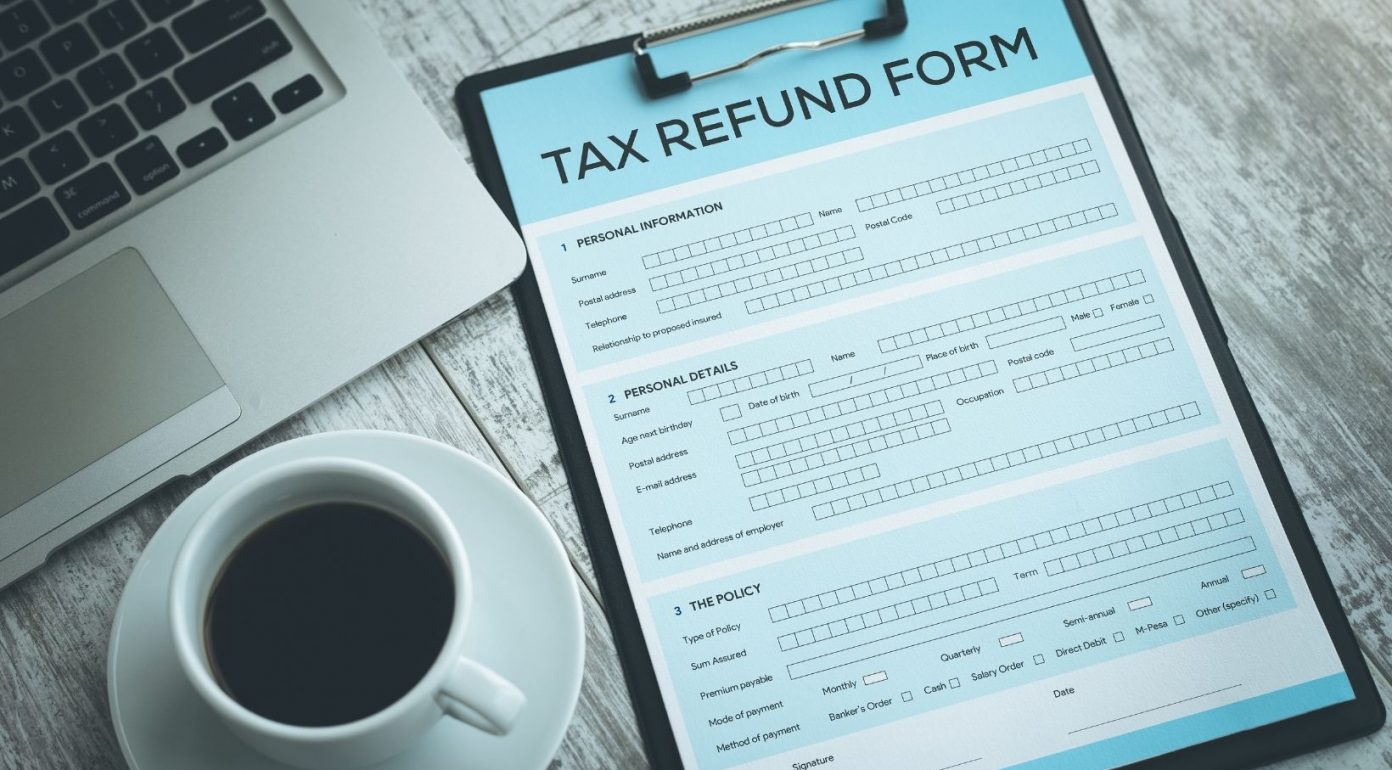 P
O
K
L
?
M
<
>
shift
command
option
TAX REFUND FORM
1 PERSONAL INFORMATION
Surname Name
Postal address Postal Code
Telephone
Relationship to proposed insured
2 PERSONAL DETAILS
Surname Name
Age next birthday Date of birth / / Place of birth Male Female
Postal address Postal code
E-mail address Occupation
Telephone
Name and address of employer
3 THE POLICY
Type of Policy
Sum Assured Term
Premium payable
Mode of payment Monthly Quarterly Semi-annual Annual
Method of payment Banker's Order Cash Salary Order Direct Debit M-Pesa Other (specify)
Signature Date